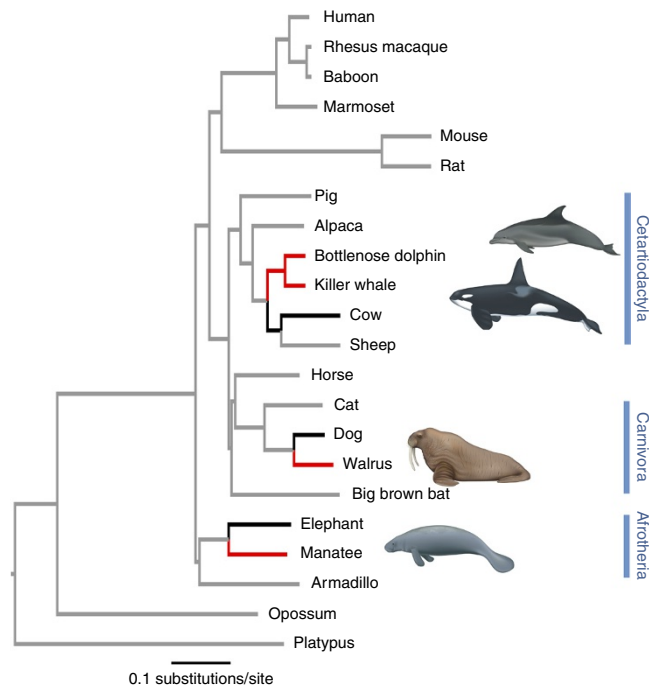 Human
Rhesus macaque
Baboon
Marmoset
Mouse
Rat
Pig
Alpaca
Bottlenose dolphin
Killer whale
Cow
Sheep
Horse
Cat
Dog
Walrus
Big brown bat
Elephant
Manatee
Armadillo
Opossum
Platypus
0.1 substitutions/site
Cetartiodactyla
Carnivora
Afrotheria